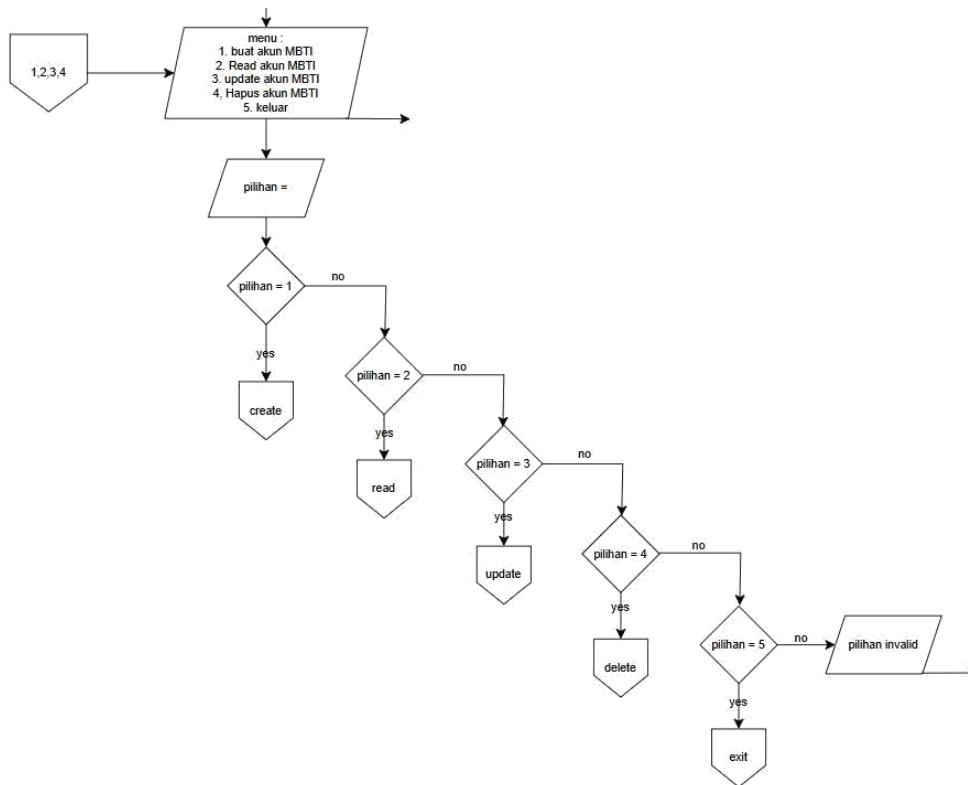 menu :
1. buat akun MBTI
2. Read akun MBTI
3. update akun MBTI
4, Hapus akun MBTI
5. keluar
1,2,3,4
pilihan =
pilihan = 1
no
yes
create
pilihan = 2
no
yes
read
pilihan = 3
no
yes
update
pilihan = 4
no
yes
delete
pilihan = 5
no
pilihan invalid
yes
exit